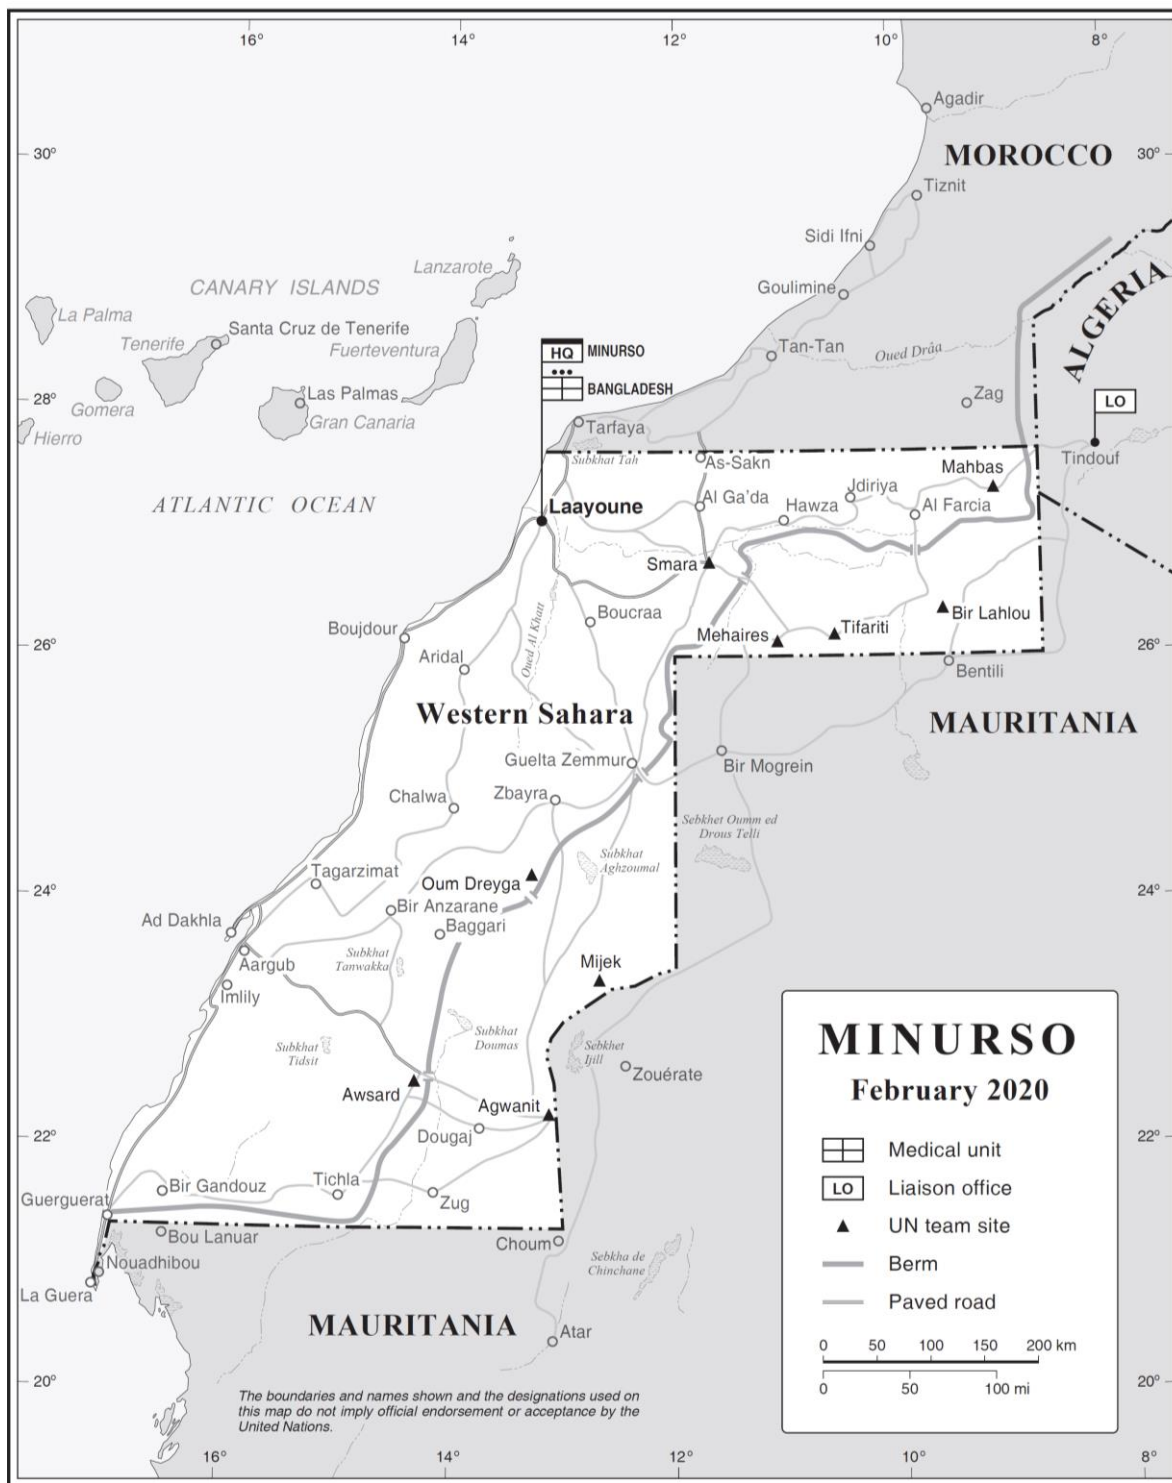 16°
14°
12°
10°
8°
Agadir
30°
MOROCCO
30°
Tiznit
Sidi Ifni
Lanzarote
CANARY ISLANDS
Goulimine
ALGERIA
La Palma
Santa Cruz de Tenerife
Tenerife
Fuerteventura
HQ
MINURSO
Tan-Tan
Oued Drâa
BANGLADESH
28°
Las Palmas
Zag
LO
Gomera
Gran Canaria
Hierro
Tarfaya
Tindouf
Subkhat Tah
As-Sakn
Mahbas
ATLANTIC OCEAN
Laayoune
Al Ga'da
Hawza
Jdiriya
Al Farcia
Smara
Boucraa
Bir Lahlou
Boujdour
Mehaires
Tifariti
26°
26°
Aridal
Oued Al Khatt
Bentili
Western Sahara
MAURITANIA
Guelta Zemmur
Bir Mogrein
Chalwa
Zbayra
Sebkhet Oumm ed
Drous Telli
Subkhat
Aghzoumal
Tagarzimat
Oum Dreyga
24°
24°
Ad Dakhla
Bir Anzarane
Baggari
Aargub
Subkhat
Tanwakka
Mijek
Imlily
Subkhat
Tidsit
Subkhat
Doumas
Sebkhet
Ijill
Zouérate
Awsard
Agwanit
22°
22°
Dougaj
Guerguerat
Bir Gandouz
Tichla
Zug
Bou Lanuar
Choum
Nouadhibou
Sebkha de
Chinchane
La Guera
MAURITANIA
Atar
20°
20°
The boundaries and names shown and the designations used on
this map do not imply official endorsement or acceptance by the
United Nations.
MINURSO
February 2020
Medical unit
LO
Liaison office
UN team site
Berm
Paved road
0 50 100 150 200 km
0 50 100 mi
16°
14°
12°
10°
8°